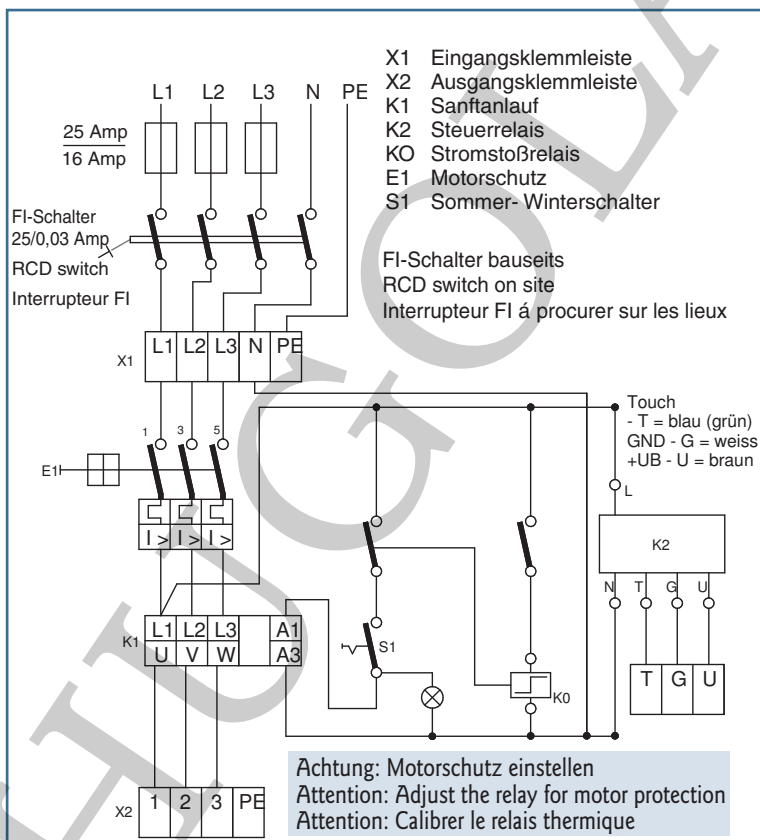 L1 L2 L3 N PE
25 Amp
16 Amp
FI-Schalter
25/0,03 Amp
RCD switch
Interrupteur FI
X1 Eingangsklemmleiste
X2 Ausgangsklemmleiste
K1 Sanftanlauf
K2 Steuerrelais
KO Stromstoßrelais
E1 Motorschutz
S1 Sommer- Winterschalter
FI-Schalter bauseits
RCD switch on site
Interrupteur FI á procurer sur les lieux
X1 L1 L2 L3 N PE
Touch
- T = blau (grün)
GND - G = weiss
+UB - U = braun
1 3 5
E1
I > I > I >
L
K2
N T G U
K1 L1 L2 L3 A1
U V W A3
S1
K0
T G U
X2 1 2 3 PE
Achtung: Motorschutz einstellen
Attention: Adjust the relay for motor protection
Attention: Calibrer le relais thermique
HUGOLA